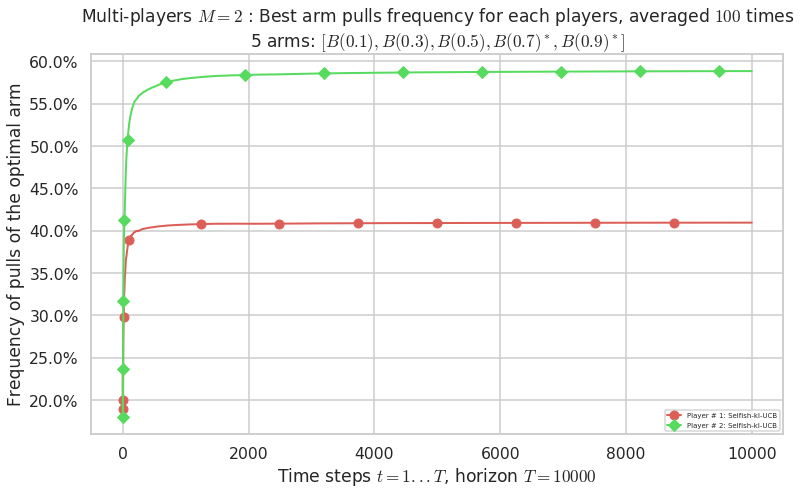 Multi-players M = 2 : Best arm pulls frequency for each players, averaged 100 times
5 arms: [B(0.1), B(0.3), B(0.5), B(0.7)*, B(0.9)*]
Frequency of pulls of the optimal arm
60.0%
55.0%
50.0%
45.0%
40.0%
35.0%
30.0%
25.0%
20.0%
0 2000 4000 6000 8000 10000
Time steps t = 1...T, horizon T = 10000
Player # 1: Selfish-kl-UCB
Player # 2: Selfish-kl-UCB